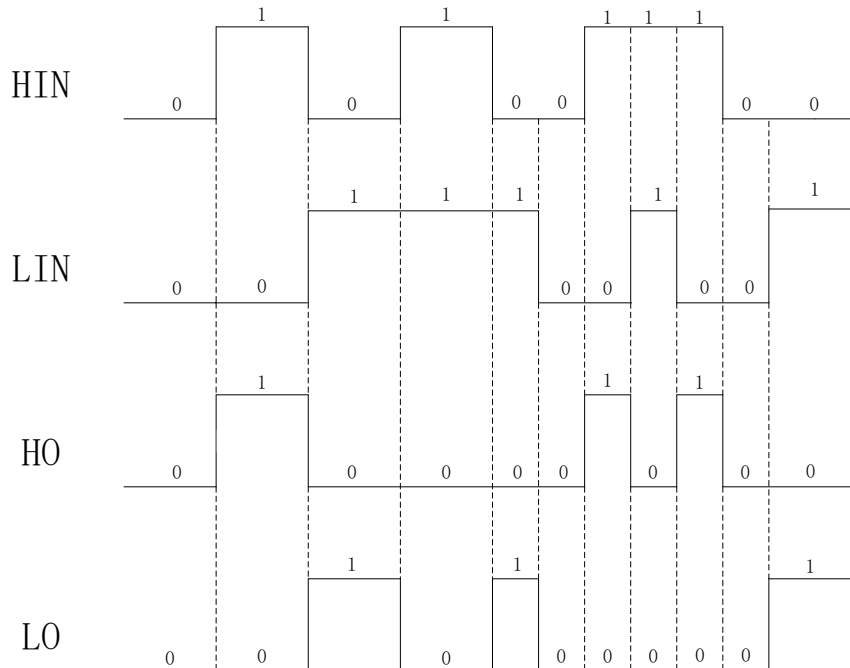 1 1 1 1 1
HIN 0 0 0 0 0 0
1 1 1 1 1
LIN 0 0 0 0 0 0
1 1 1
HO 0 0 0 0 0 0 0 0
1 1 1
LO 0 0 0 0 0 0 0 0